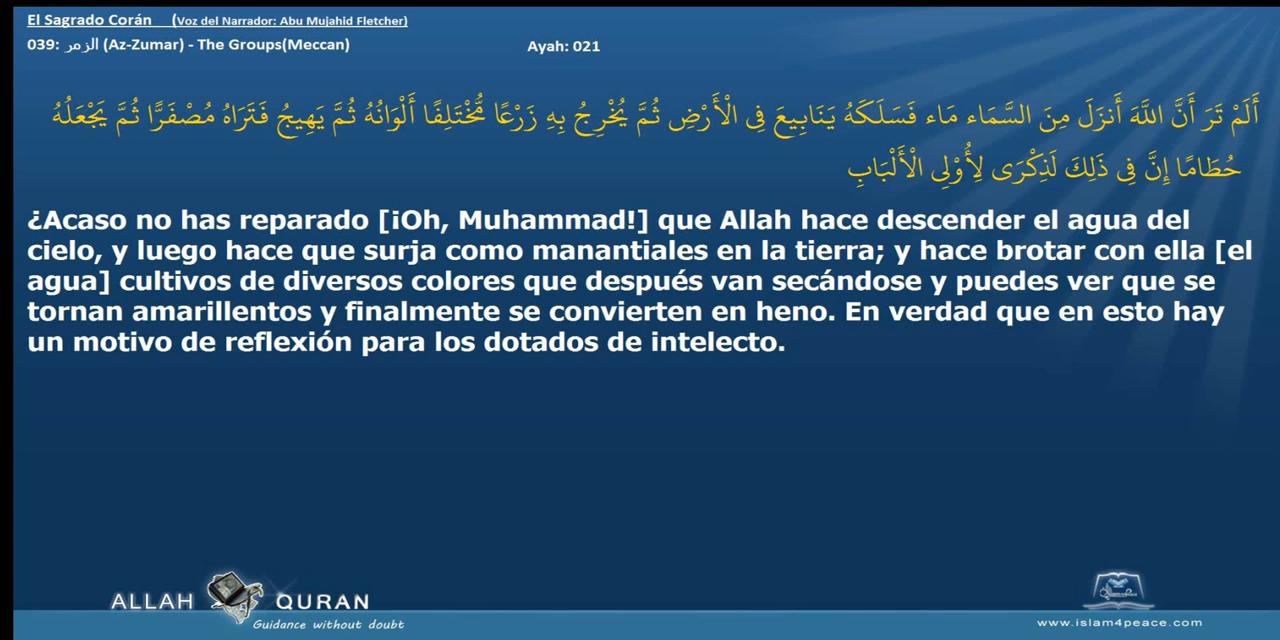 El Sagrado Corán (Voz del Narrador: Abu Mujahid Fletcher)
039: الزمر (Az-Zumar) - The Groups(Meccan) Ayah: 021
أَلَمْ تَرَ أَنَّ اللَّهَ أَنزَلَ مِنَ السَّمَاء مَاء فَسَلَكَهُ يَنَابِيعَ فِي الْأَرْضِ ثُمَّ يُخْرِجُ بِهِ زَرْعًا مُّخْتَلِفًا أَلْوَانُهُ ثُمَّ يَهِيجُ فَتَرَاهُ مُصْفَرًّا ثُمَّ يَجْعَلُهُ
حُطَامًا إِنَّ فِي ذَلِكَ لَذِكْرَى لِأُوْلِي الْأَلْبَابِ
¿Acaso no has reparado [¡Oh, Muhammad!] que Allah hace descender el agua del
cielo, y luego hace que surja como manantiales en la tierra; y hace brotar con ella [el
agua] cultivos de diversos colores que después van secándose y puedes ver que se
tornan amarillentos y finalmente se convierten en heno. En verdad que en esto hay
un motivo de reflexión para los dotados de intelecto.
ALLAH QURAN
Guidance without doubt
www.islam4peace.com